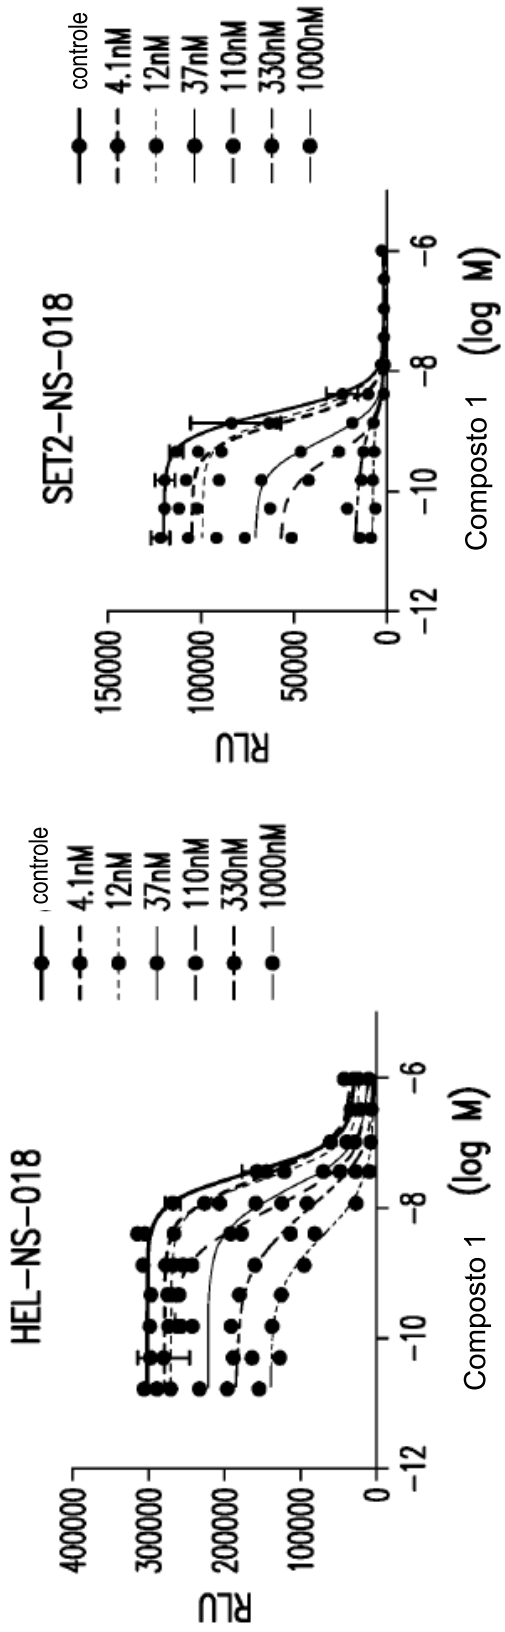 HEL-NS-018
RLU
400000
300000
200000
100000
0
-12
-10
-8
-6
Composto 1 (log M)
controle
4.1nM
12nM
37nM
110nM
330nM
1000nM
SET2-NS-018
RLU
150000
100000
50000
0
-12
-10
-8
-6
Composto 1 (log M)
controle
4.1nM
12nM
37nM
110nM
330nM
1000nM